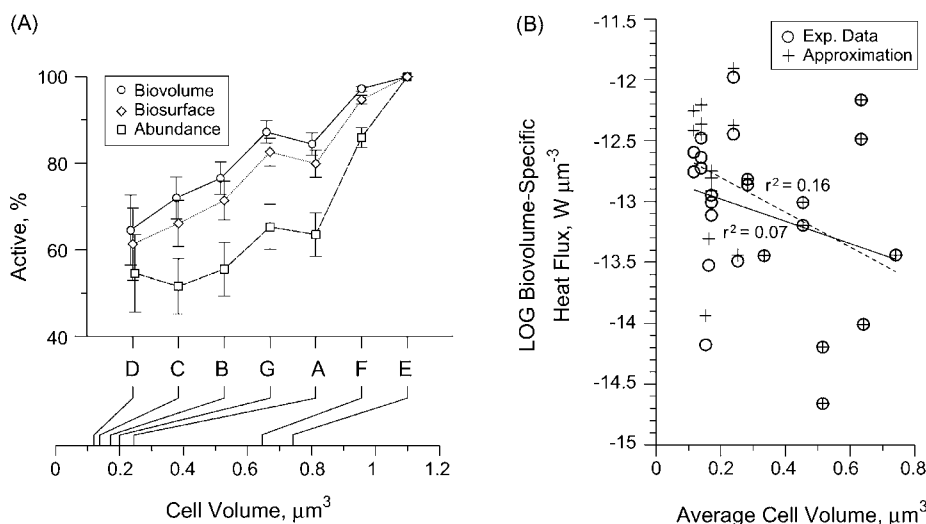 (A)
Biovolume
Biosurface
Abundance
Active, %
100
80
60
40
D C B G A F E
0 0.2 0.4 0.6 0.8 1 1.2
Cell Volume, μm³
(B)
Exp. Data
Approximation
LOG Biovolume-Specific
Heat Flux, W μm⁻³
-11.5
-12
-12.5
-13
-13.5
-14
-14.5
-15
r² = 0.16
r² = 0.07
0 0.2 0.4 0.6 0.8
Average Cell Volume, μm³